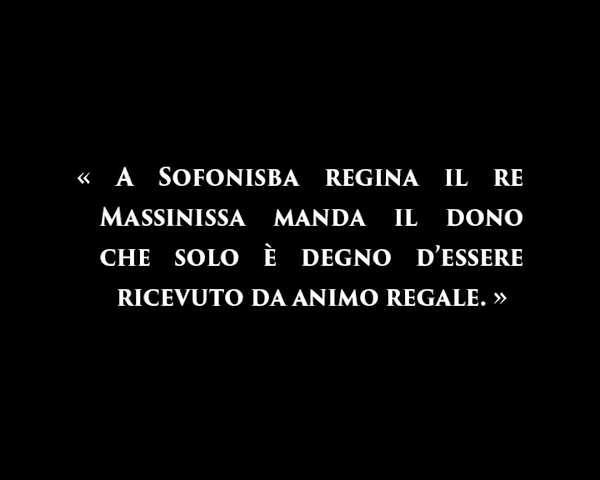 « A Sofonisba regina il re
Massinissa manda il dono
che solo è degno d’essere
ricevuto da animo regale. »